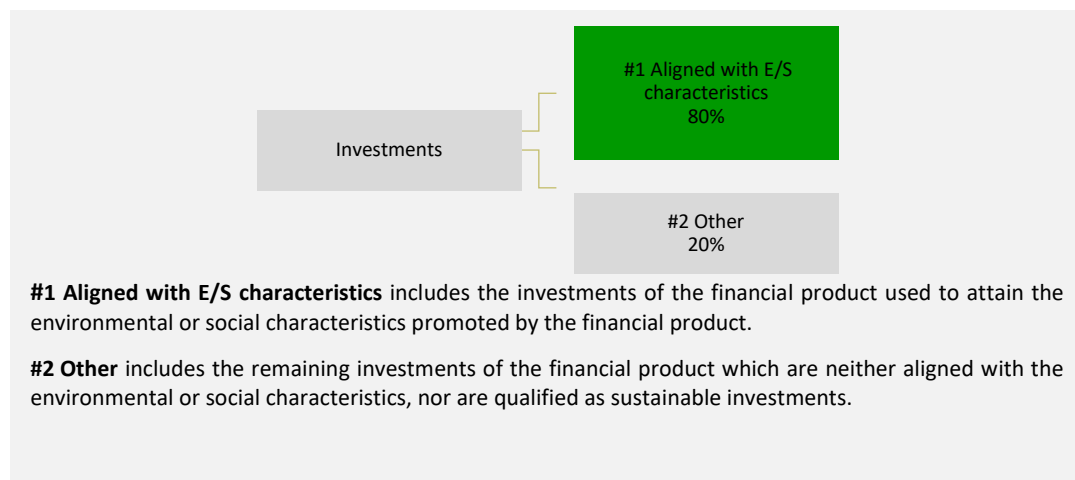 #1 Aligned with E/S
characteristics
80%
Investments
#2 Other
20%
#1 Aligned with E/S characteristics includes the investments of the financial product used to attain the
environmental or social characteristics promoted by the financial product.
#2 Other includes the remaining investments of the financial product which are neither aligned with the
environmental or social characteristics, nor are qualified as sustainable investments.